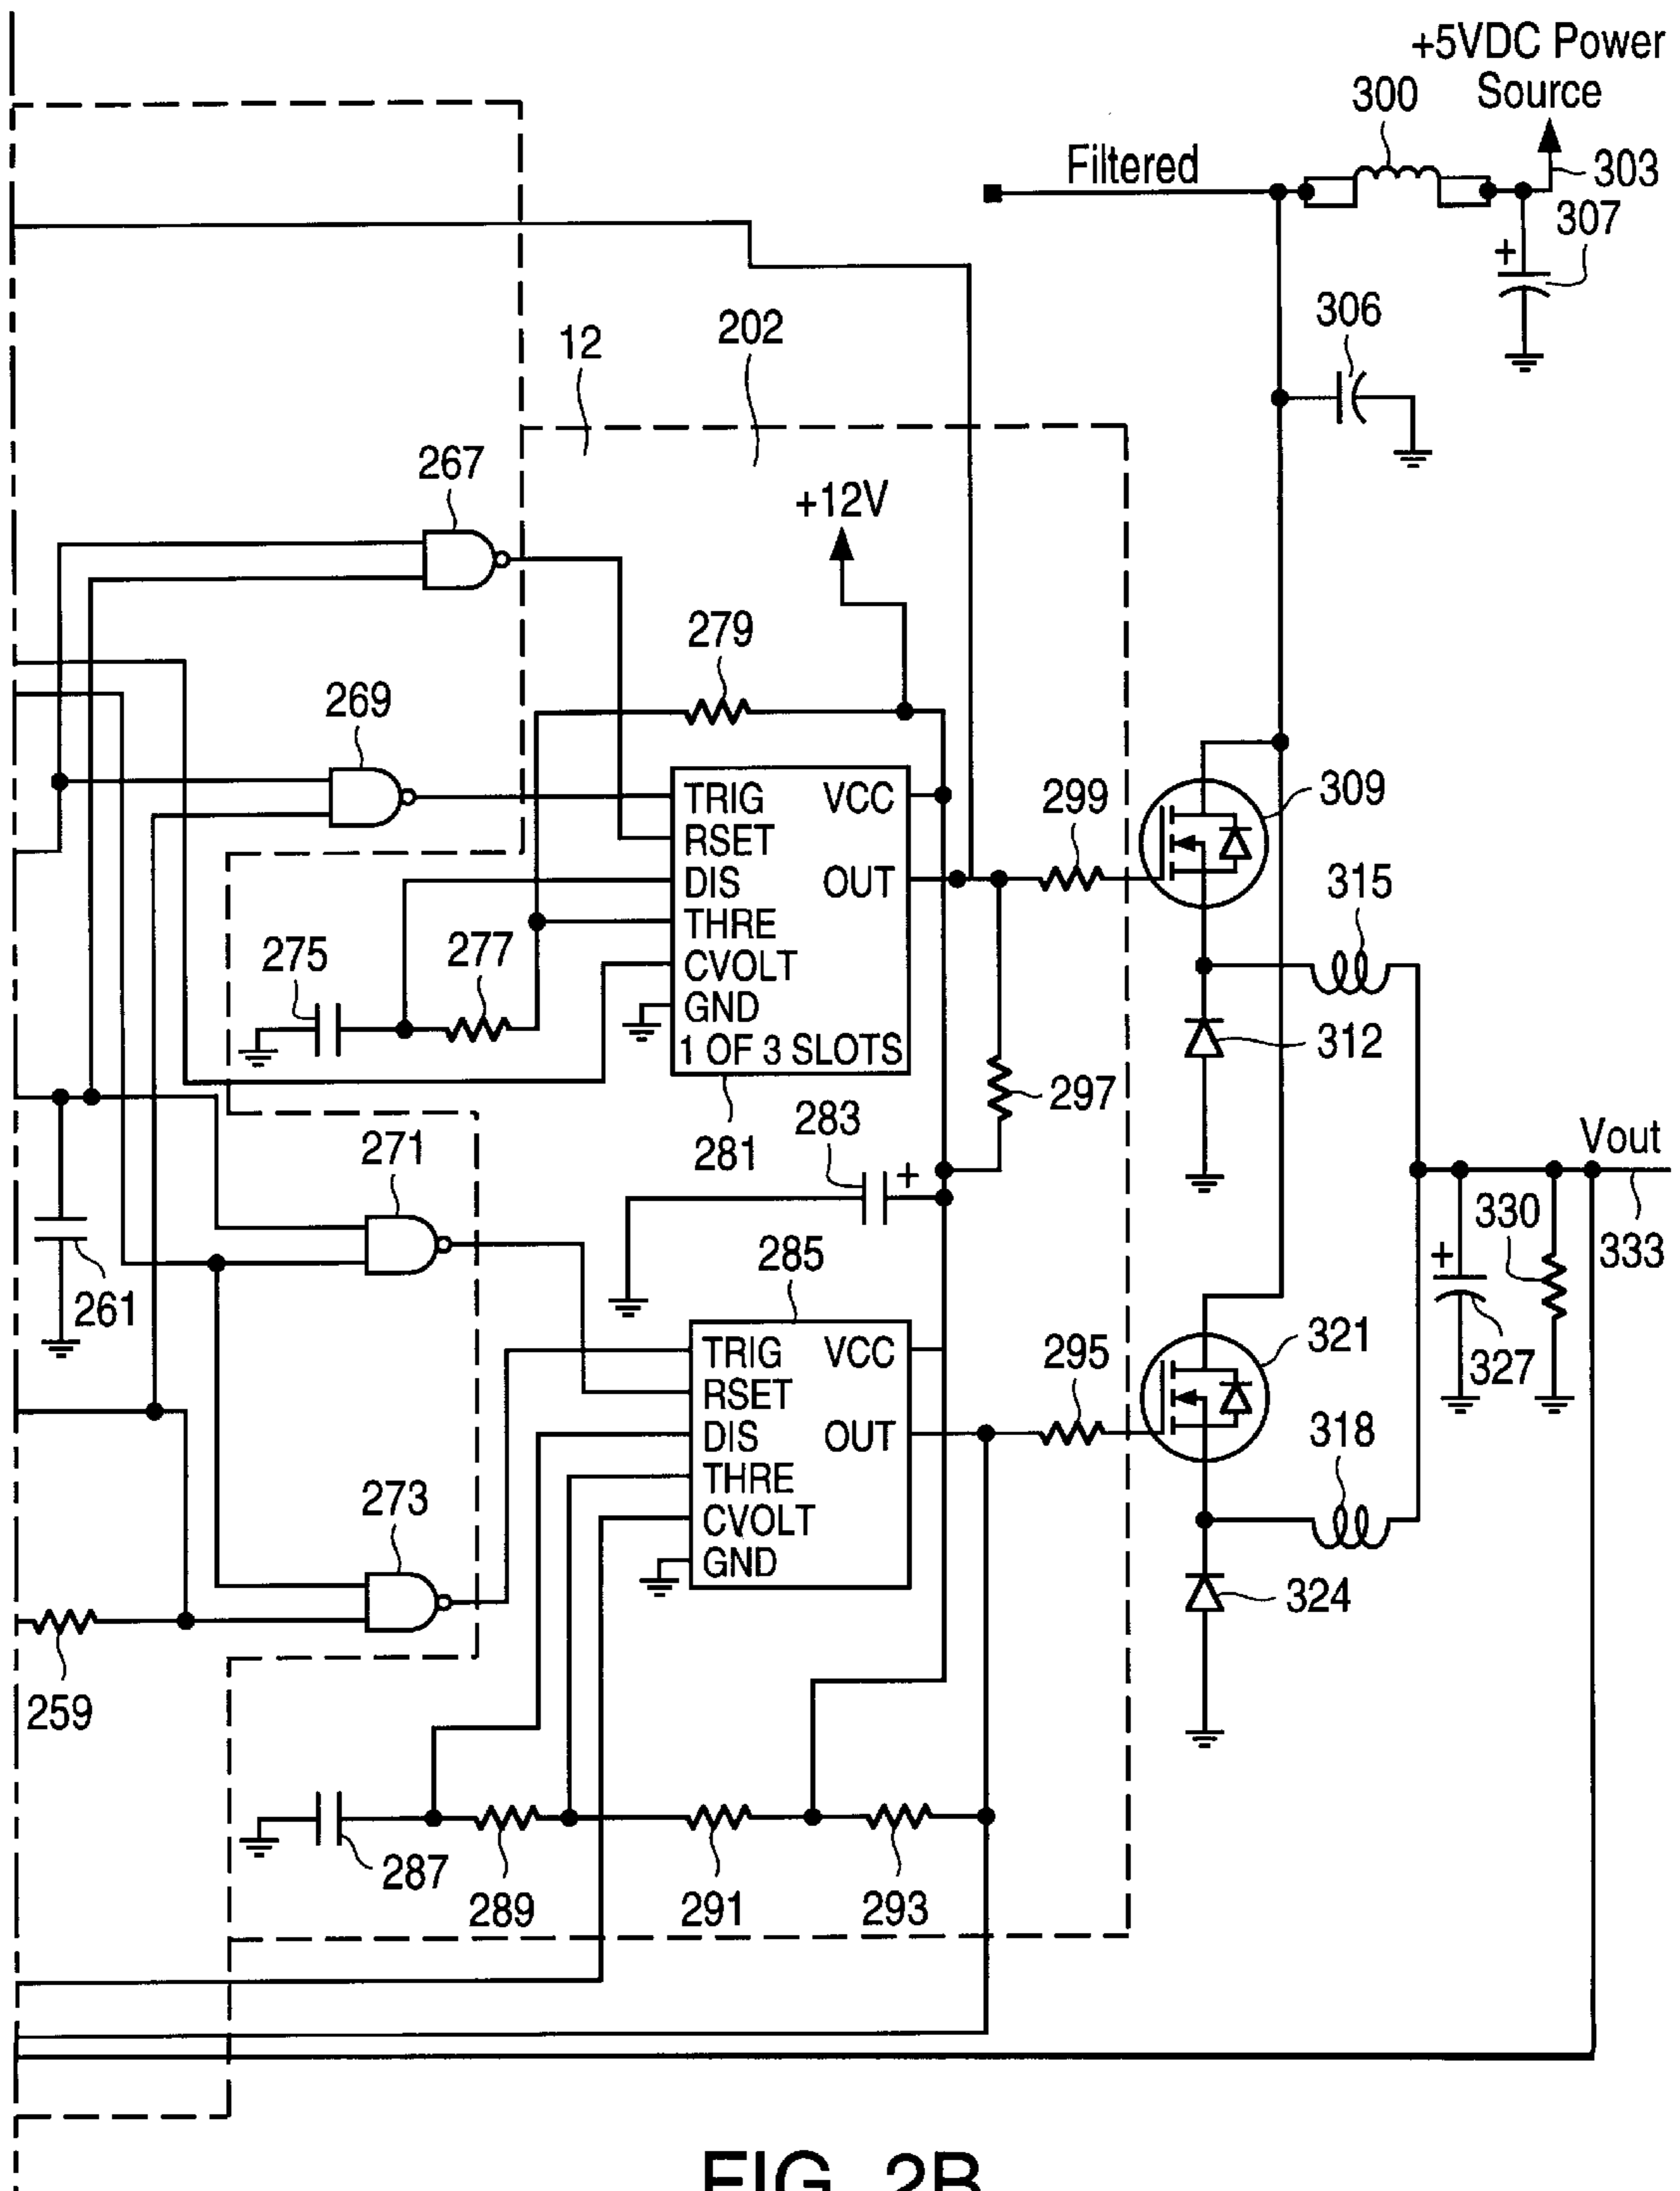 +5VDC Power
Source
300
Filtered
303
307
+
306
12
202
267
+12V
279
269
TRIG
VCC
RSET
DIS
OUT
THRE
CVOLT
GND
1 OF 3 SLOTS
299
309
315
275
277
312
297
281
283
+
271
Vout
330
333
261
285
+
327
TRIG
VCC
RSET
DIS
OUT
THRE
CVOLT
GND
295
321
318
273
324
259
287
289
291
293
FIG. 2B